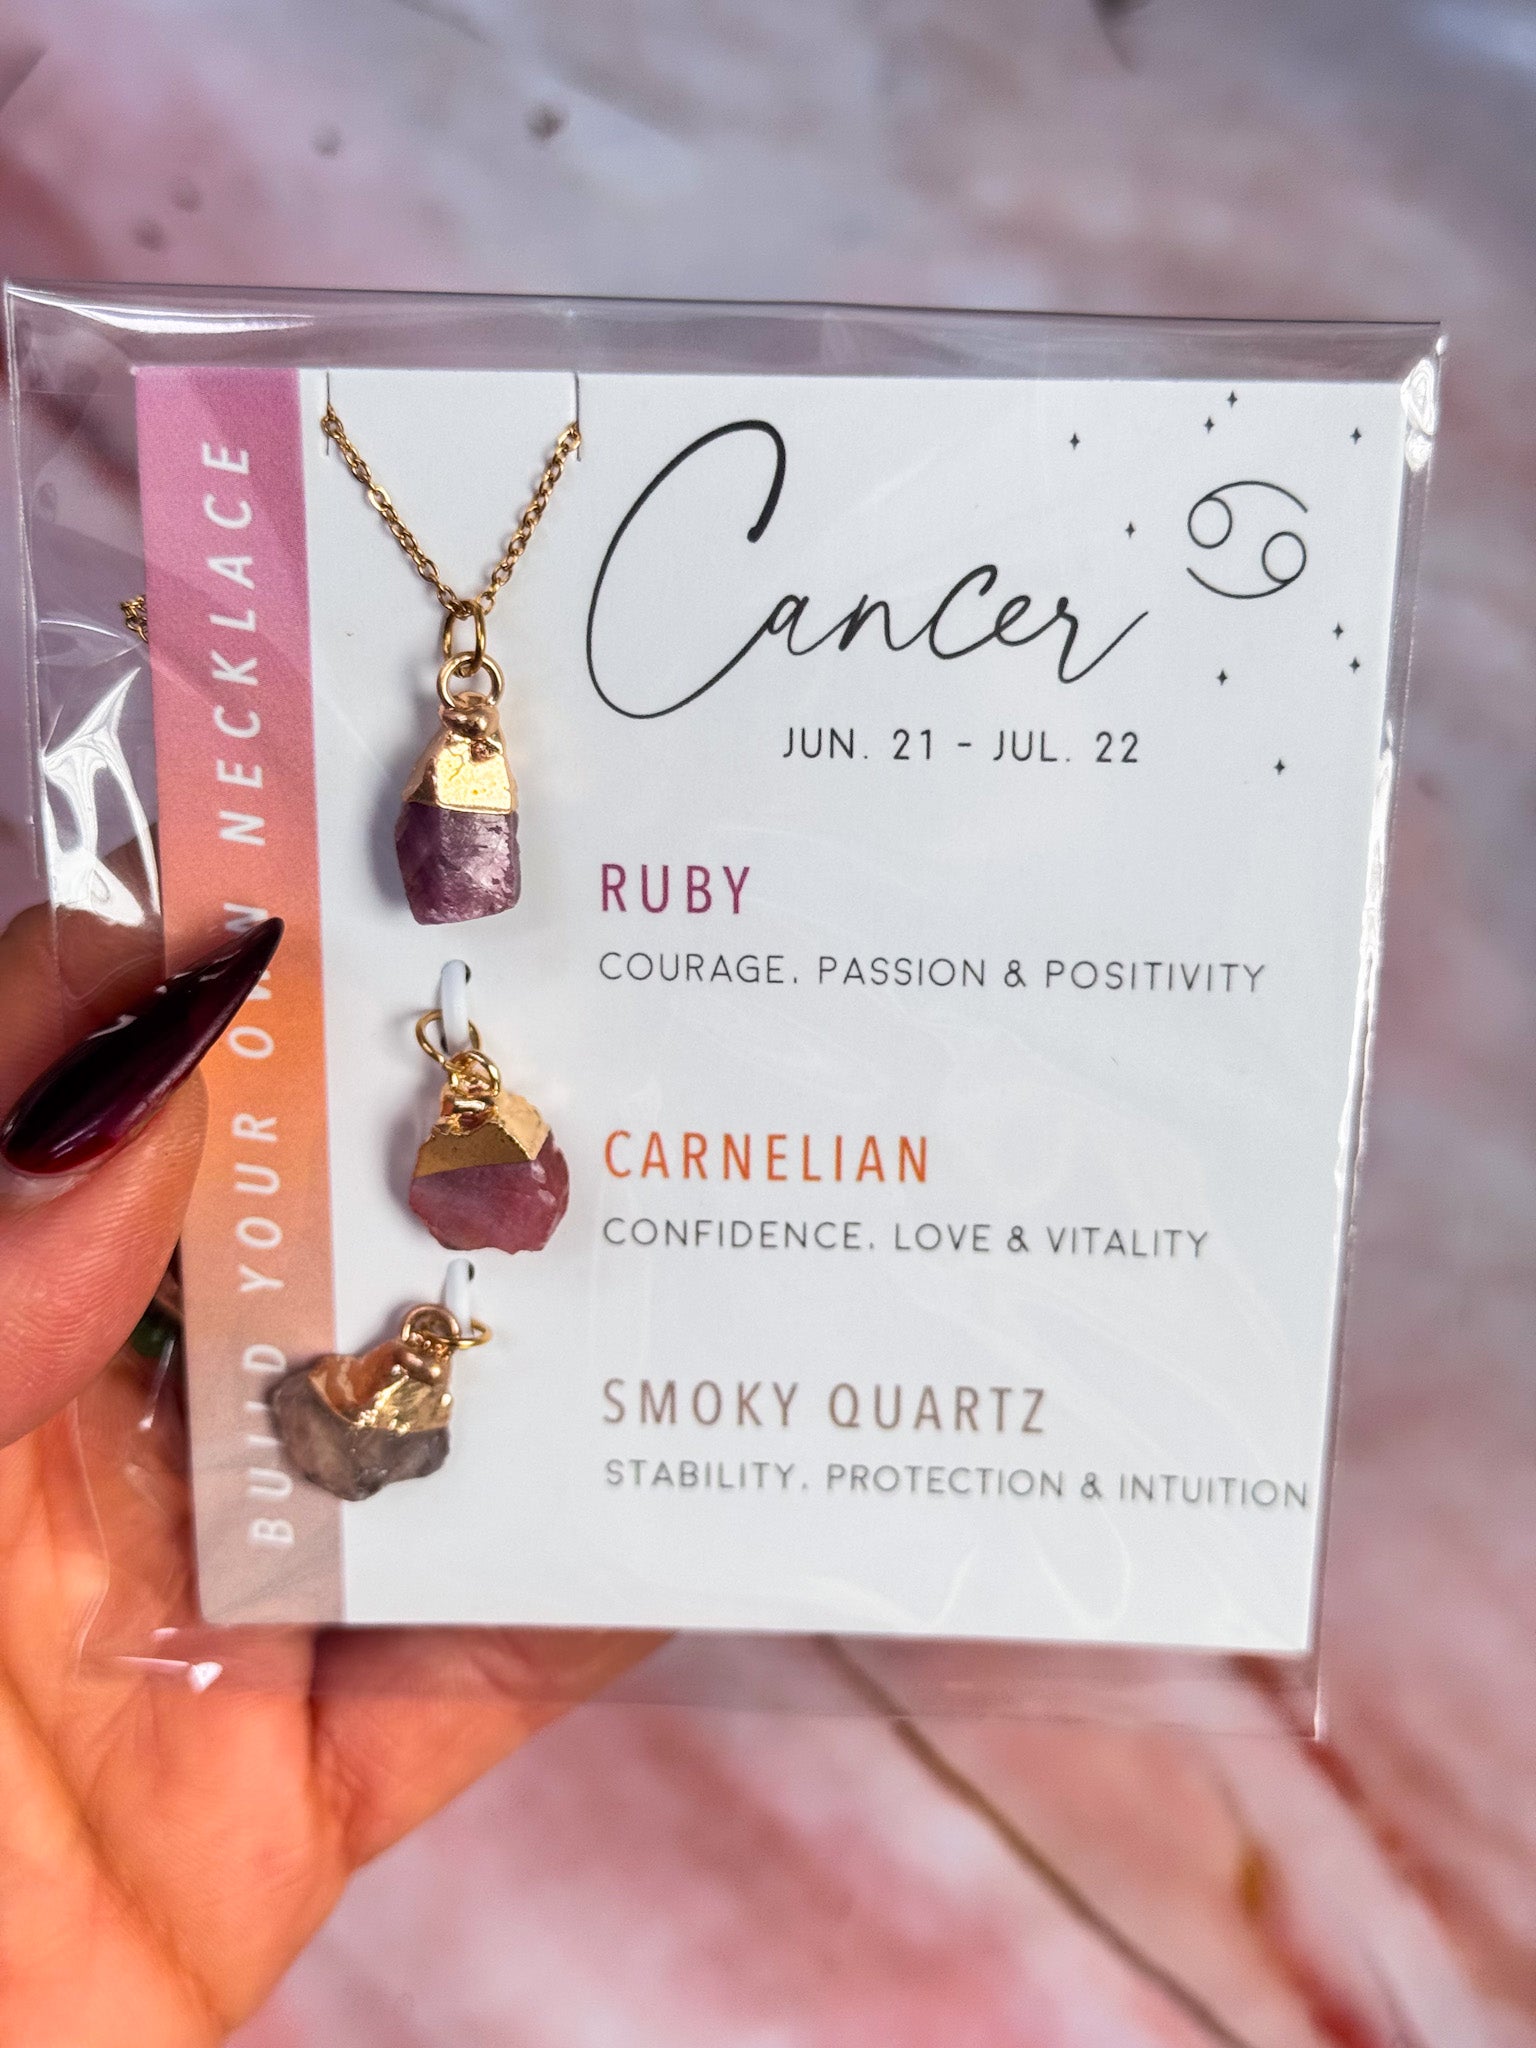 BUILD YOUR OWN NECKLACE
Cancer
JUN. 21 - JUL. 22
RUBY
COURAGE, PASSION & POSITIVITY
CARNELIAN
CONFIDENCE, LOVE & VITALITY
SMOKY QUARTZ
STABILITY, PROTECTION & INTUITION